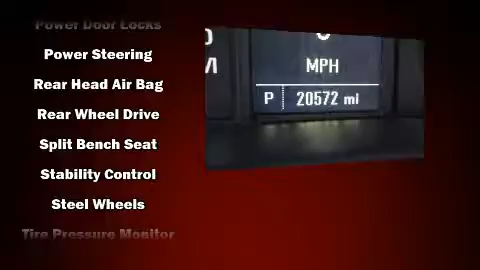 Power Door Locks
Power Steering
Rear Head Air Bag
Rear Wheel Drive
Split Bench Seat
Stability Control
Steel Wheels
Tire Pressure Monitor
MPH
P 20572 mi